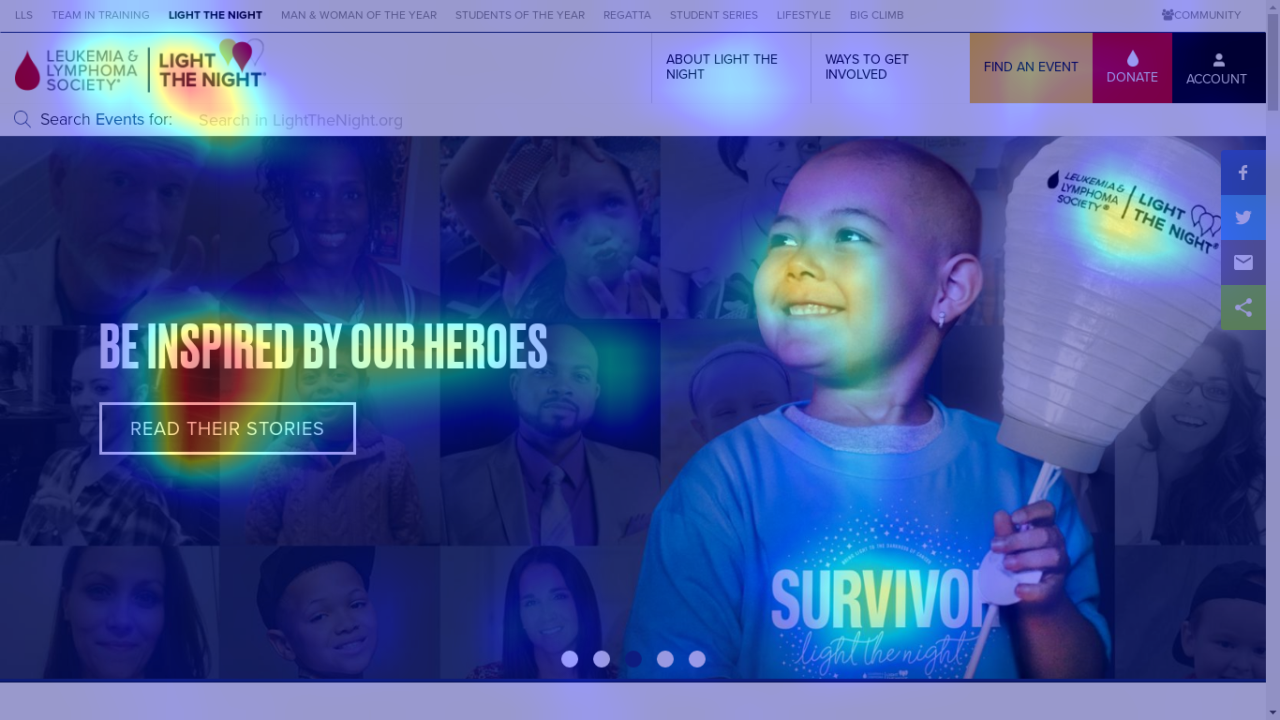 LLS TEAM IN TRAINING LIGHT THE NIGHT MAN & WOMAN OF THE YEAR STUDENTS OF THE YEAR REGATTA STUDENT SERIES LIFESTYLE BIG CLIMB COMMUNITY
LEUKEMIA &
LYMPHOMA
SOCIETY®
LIGHT
THE NIGHT®
ABOUT LIGHT THE
NIGHT
WAYS TO GET
INVOLVED
FIND AN EVENT
DONATE
ACCOUNT
Search Events for: Search in LightTheNight.org
LEUKEMIA &
LYMPHOMA
SOCIETY®
LIGHT
THE NIGHT®
BE INSPIRED BY OUR HEROES
READ THEIR STORIES
SURVIVOR
light the night